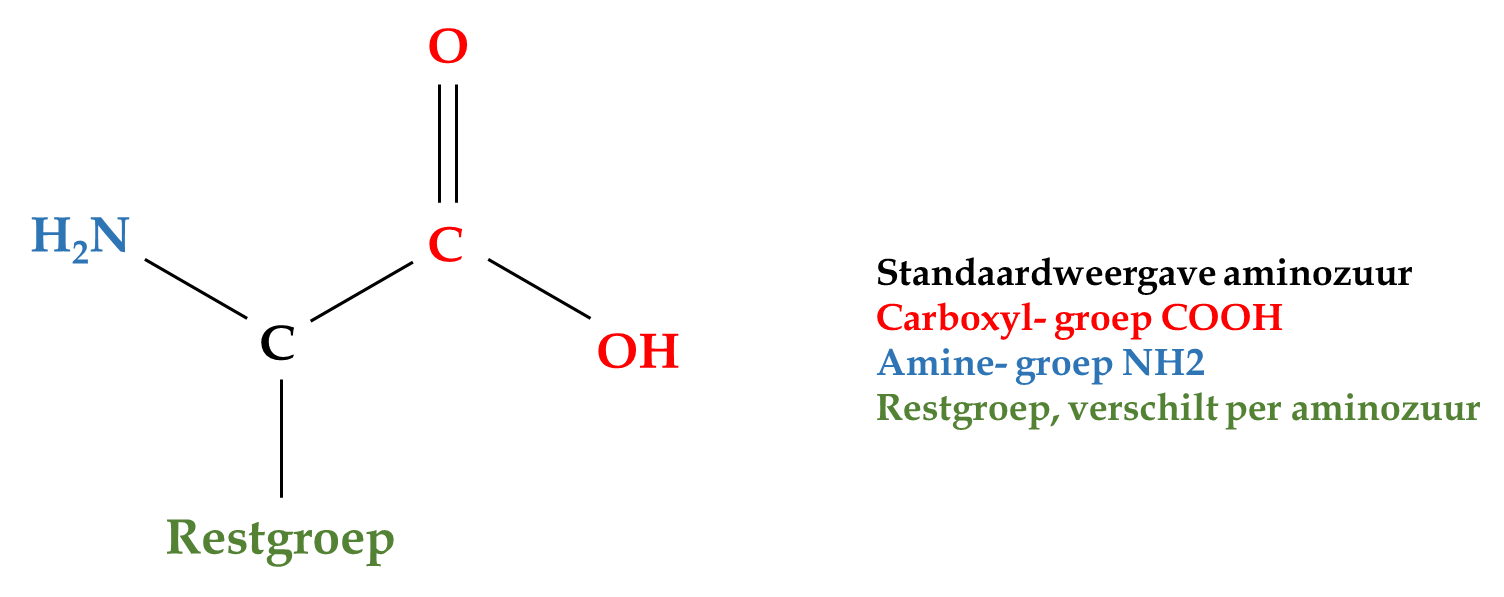 O
H₂N
C
C
OH
Restgroep
Standaardweergave aminozuur
Carboxyl- groep COOH
Amine- groep NH2
Restgroep, verschilt per aminozuur